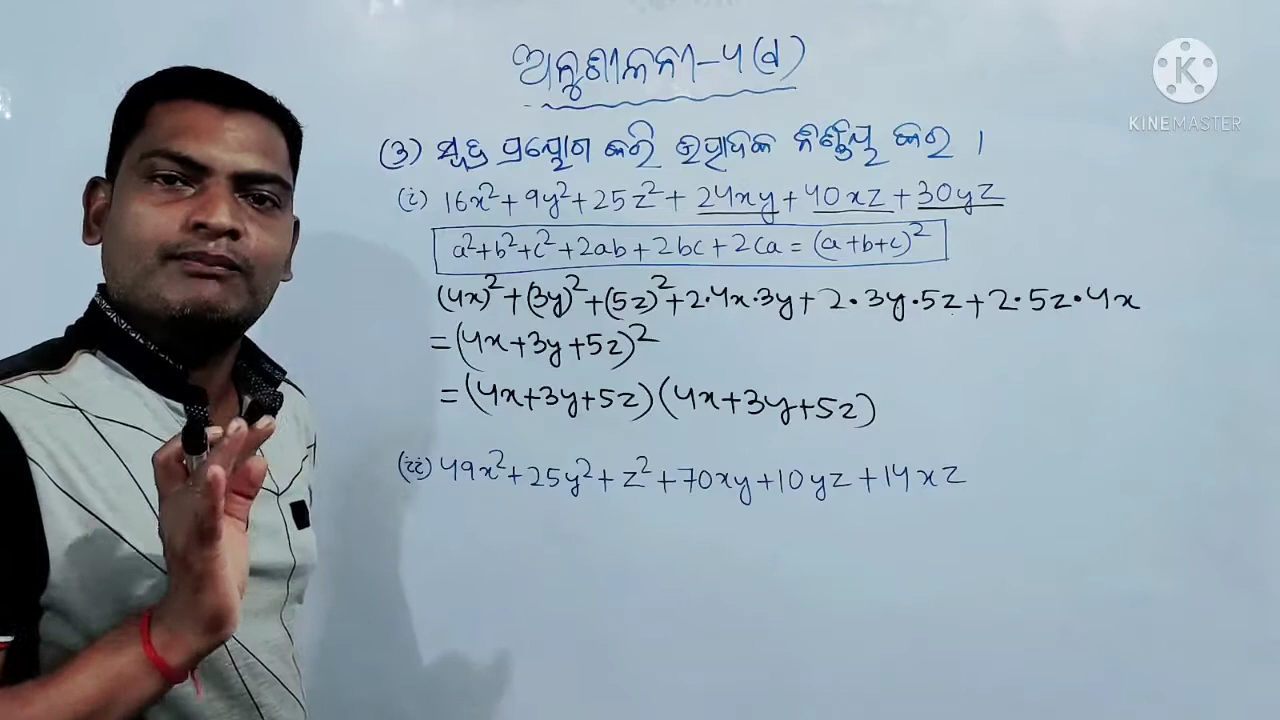 ଅନୁଶୀଳନୀ-୫(ଖ)
KINEMASTER
(୩) ସୂତ୍ର ପ୍ରୟୋଗ କରି ଉତ୍ପାଦକ ନିର୍ଣ୍ଣୟ କର ।
(i) 16x²+9y²+25z²+24xy+40xz+30yz
a²+b²+c²+2ab+2bc+2ca=(a+b+c)²
(4x)²+(3y)²+(5z)²+2·4x·3y+2·3y·5z+2·5z·4x
=(4x+3y+5z)²
=(4x+3y+5z)(4x+3y+5z)
(ii) 49x²+25y²+z²+70xy+10yz+14xz